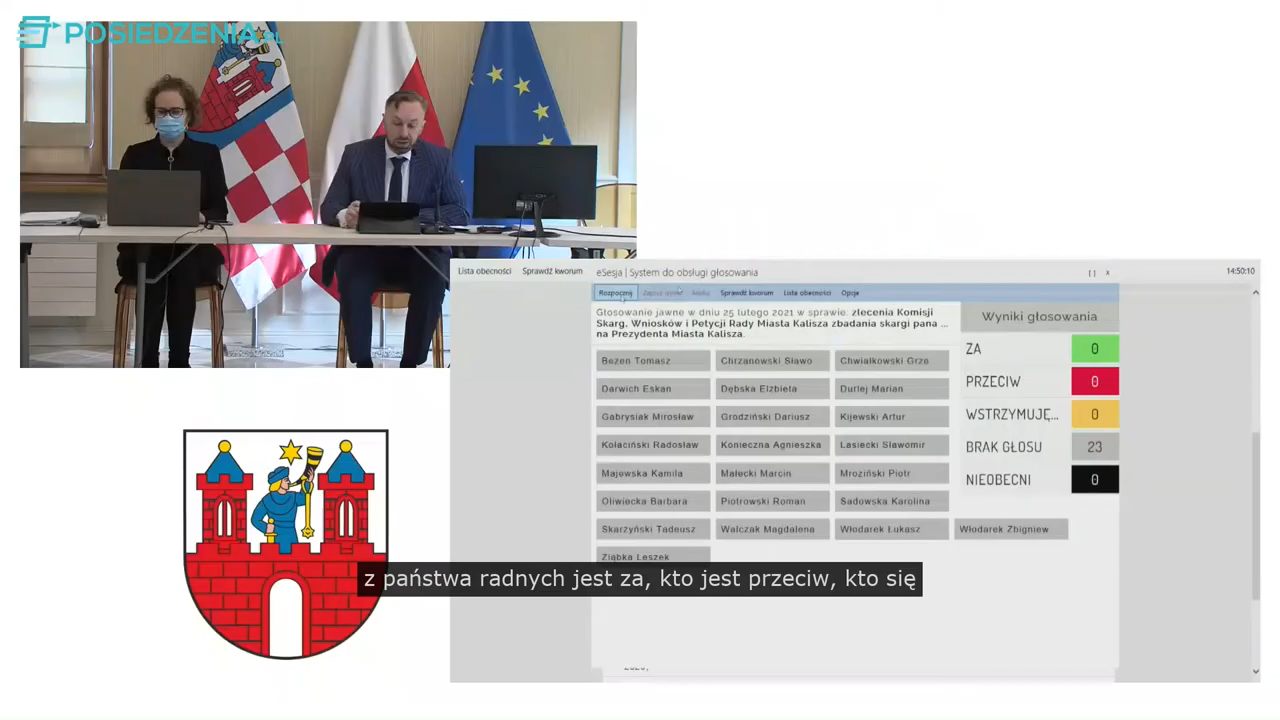 POSIEDZENIA.PL
Lista obecności Sprawdź kworum eSesja | System do obsługi głosowania [ ] x 14:50:10
Rozpocznij Sprawdź kworum Lista obecności Opcje
Głosowanie jawne w dniu 25 lutego 2021 w sprawie. zlecenia Komisji
Skarg, Wniosków i Petycji Rady Miasta Kalisza zbadania skargi pana ...
na Prezydenta Miasta Kalisza.
Wyniki głosowania
ZA 0
PRZECIW 0
WSTRZYMUJĘ... 0
BRAK GŁOSU 23
NIEOBECNI 0
Bezen Tomasz Chrzanowski Sławo Chwiałkowski Grze
Darwich Eskan Dębska Elżbieta Durlej Marian
Gabrysiak Mirosław Grodziński Dariusz Kijewski Artur
Kołaciński Radosław Konieczna Agnieszka Lasiecki Sławomir
Majewska Kamila Małecki Marcin Mroziński Piotr
Oliwiecka Barbara Piotrowski Roman Sadowska Karolina
Skarżyński Tadeusz Walczak Magdalena Włodarek Łukasz Włodarek Zbigniew
Ziąbka Leszek
z państwa radnych jest za, kto jest przeciw, kto się